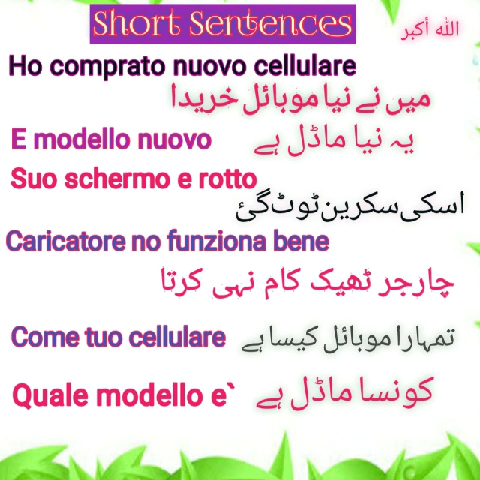 Short Sentences
الله أكبر
Ho comprato nuovo cellulare
میں نے نیا موبائل خریدا
E modello nuovo
یہ نیا ماڈل ہے
Suo schermo e rotto
اسکی سکرین ٹوٹ گئ
Caricatore no funziona bene
چارجر ٹھیک کام نہی کرتا
Come tuo cellulare
تمہارا موبائل کیسا ہے
Quale modello e`
کونسا ماڈل ہے